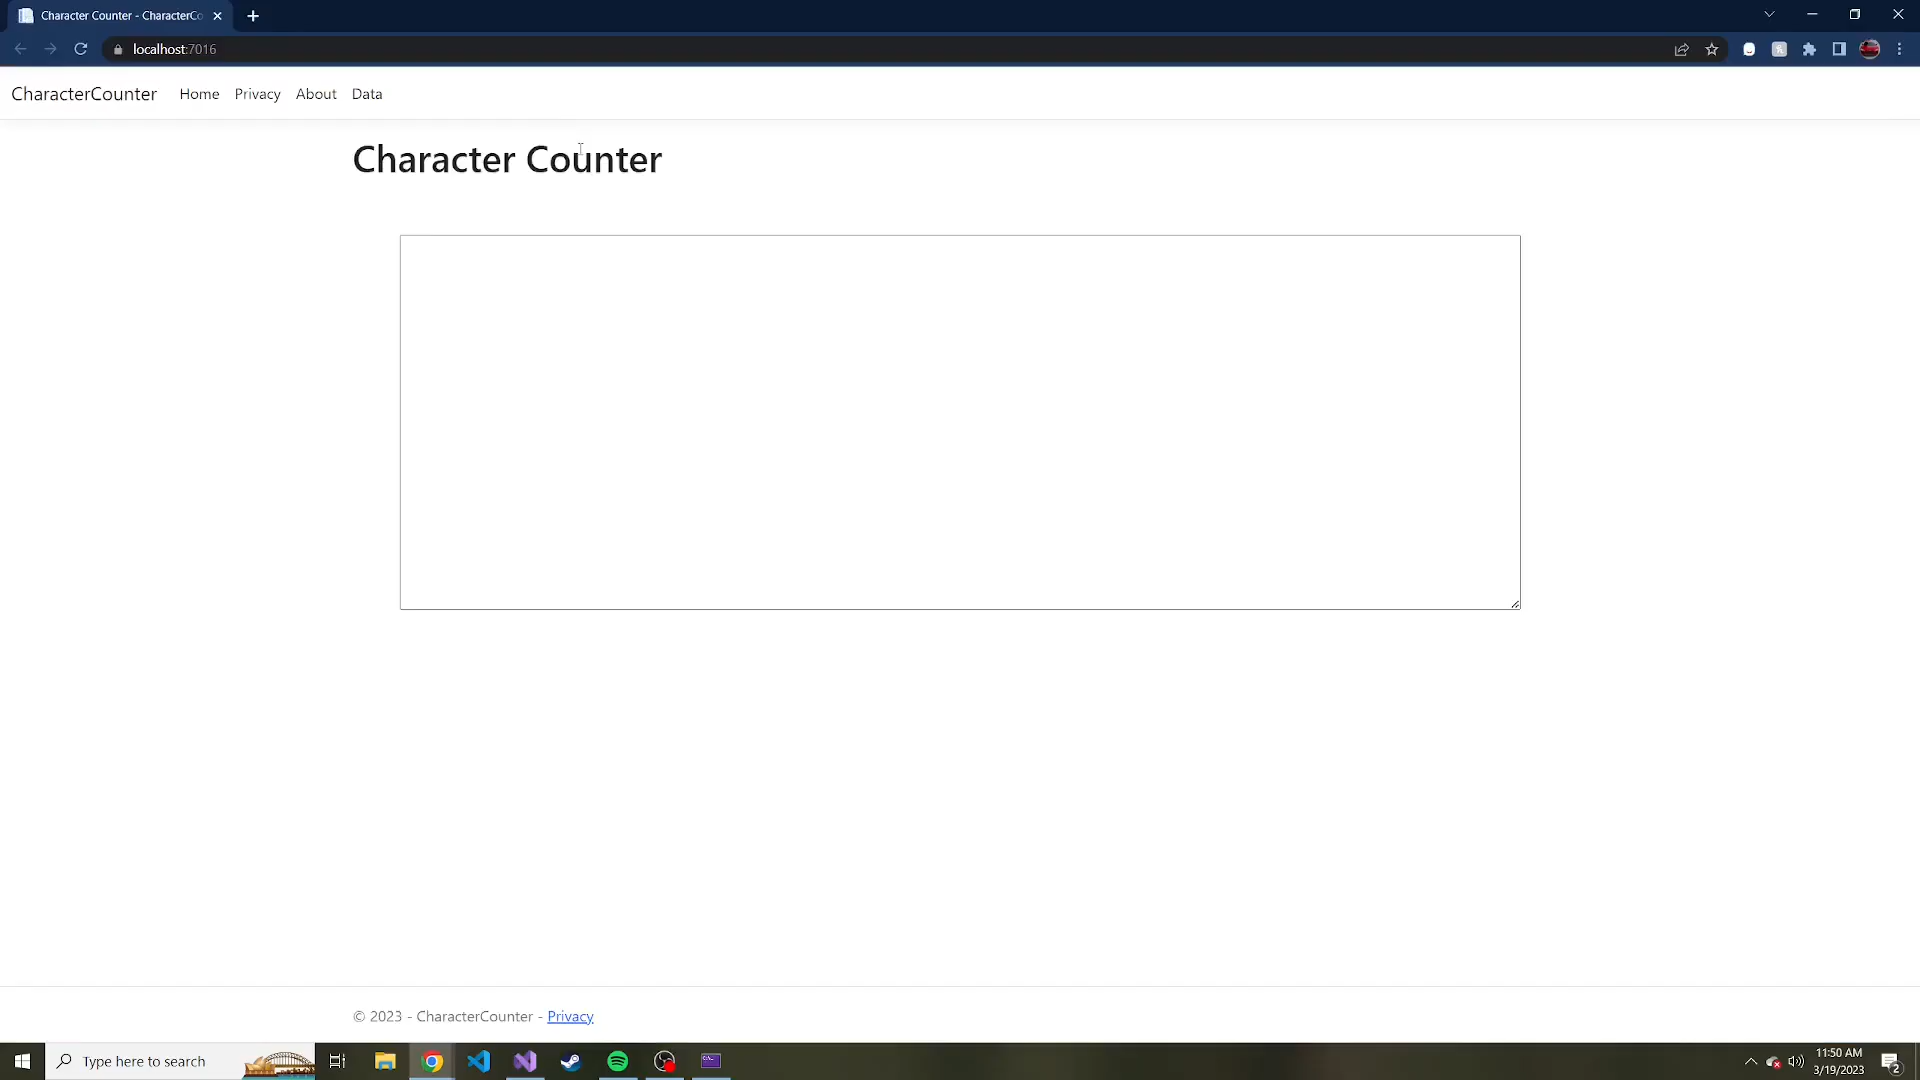 Character Counter - CharacterCo
localhost:7016
CharacterCounter Home Privacy About Data
Character Counter
© 2023 - CharacterCounter - Privacy
Type here to search
11:50 AM
3/19/2023
2